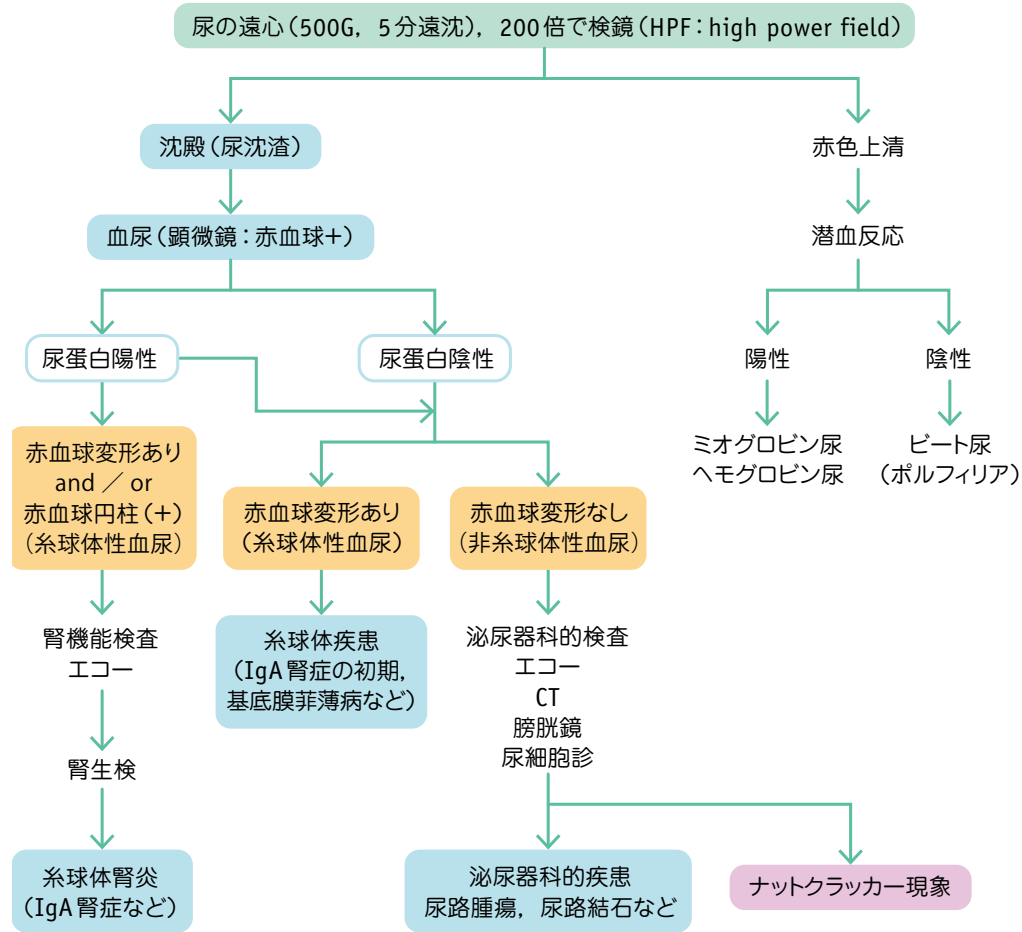 尿の遠心（500G，5分遠沈），200倍で検鏡（HPF：high power field）
沈殿（尿沈渣）
赤色上清
血尿（顕微鏡：赤血球＋）
潜血反応
尿蛋白陽性
尿蛋白陰性
陽性
陰性
赤血球変形あり
and ／ or
赤血球円柱（＋）
（糸球体性血尿）
赤血球変形あり
（糸球体性血尿）
赤血球変形なし
（非糸球体性血尿）
ミオグロビン尿
ヘモグロビン尿
ビート尿
（ポルフィリア）
腎機能検査
エコー
糸球体疾患
（IgA腎症の初期，
基底膜菲薄病など）
泌尿器科的検査
エコー
CT
膀胱鏡
尿細胞診
腎生検
糸球体腎炎
（IgA腎症など）
泌尿器科的疾患
尿路腫瘍，尿路結石など
ナットクラッカー現象